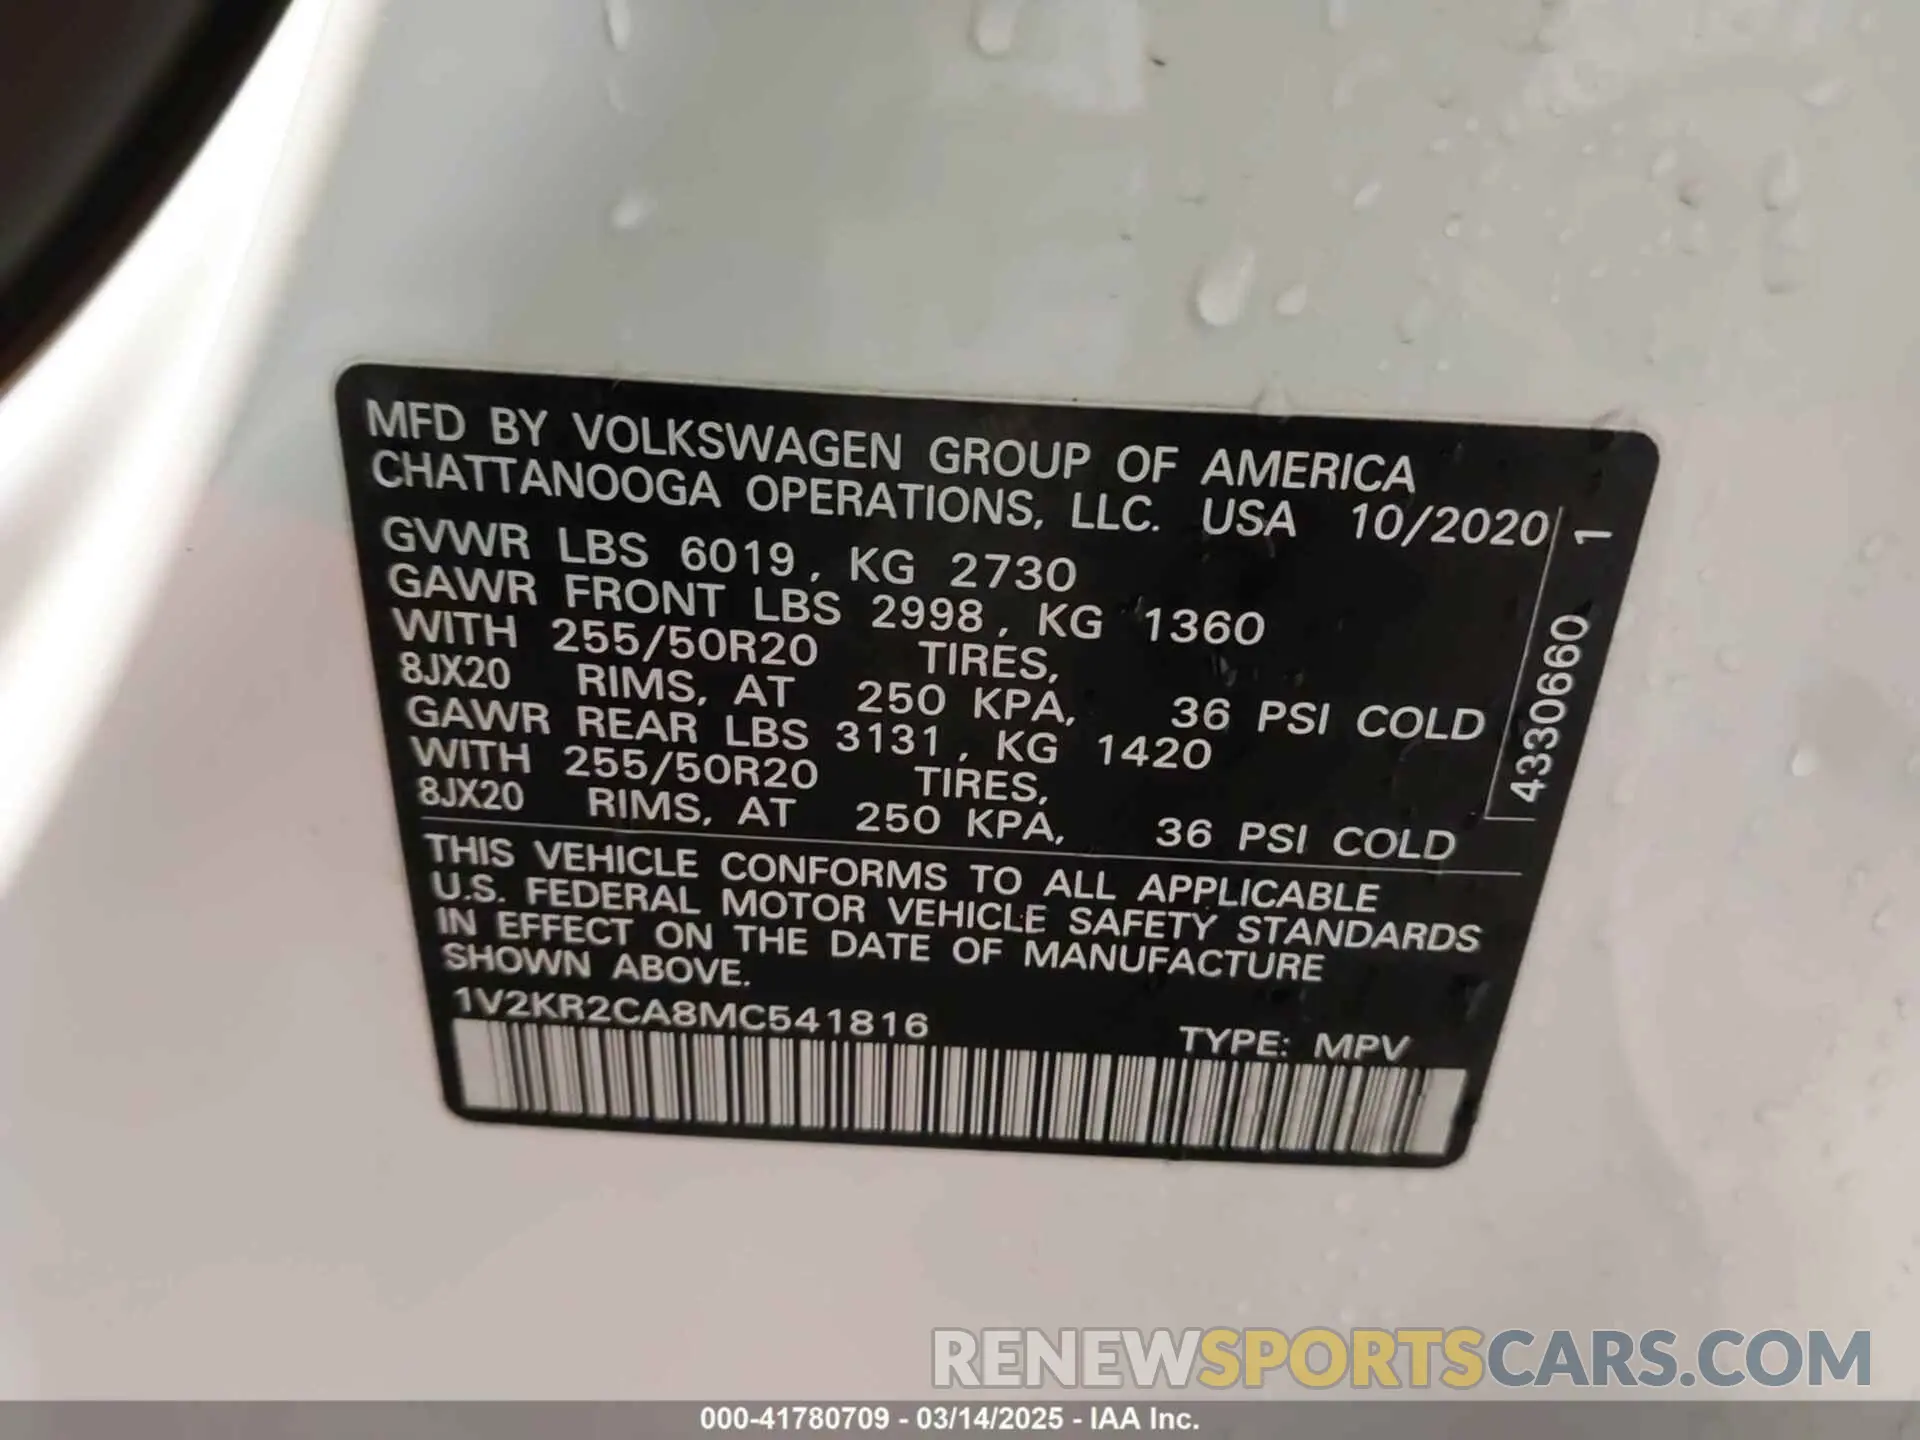 MFD BY VOLKSWAGEN GROUP OF AMERICA
CHATTANOOGA OPERATIONS, LLC. USA 10/2020
GVWR LBS 6019, KG 2730
GAWR FRONT LBS 2998, KG 1360
WITH 255/50R20 TIRES,
8JX20 RIMS, AT 250 KPA, 36 PSI COLD
GAWR REAR LBS 3131, KG 1420
WITH 255/50R20 TIRES,
8JX20 RIMS, AT 250 KPA, 36 PSI COLD
4330660 1
THIS VEHICLE CONFORMS TO ALL APPLICABLE
U.S. FEDERAL MOTOR VEHICLE SAFETY STANDARDS
IN EFFECT ON THE DATE OF MANUFACTURE
SHOWN ABOVE.
1V2KR2CA8MC541816 TYPE: MPV
RENEWSPORTSCARS.COM
000-41780709 - 03/14/2025 - IAA Inc.